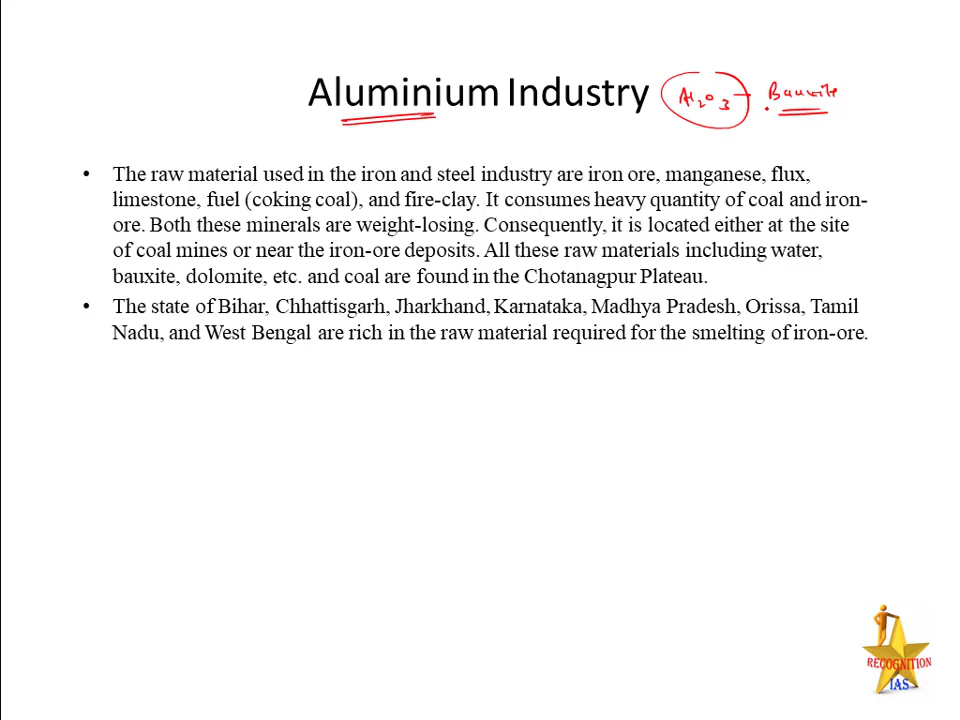 Aluminium Industry Al2O3 Bauxite
• The raw material used in the iron and steel industry are iron ore, manganese, flux,
limestone, fuel (coking coal), and fire-clay. It consumes heavy quantity of coal and iron-
ore. Both these minerals are weight-losing. Consequently, it is located either at the site
of coal mines or near the iron-ore deposits. All these raw materials including water,
bauxite, dolomite, etc. and coal are found in the Chotanagpur Plateau.
• The state of Bihar, Chhattisgarh, Jharkhand, Karnataka, Madhya Pradesh, Orissa, Tamil
Nadu, and West Bengal are rich in the raw material required for the smelting of iron-ore.
RECOGNITION
IAS